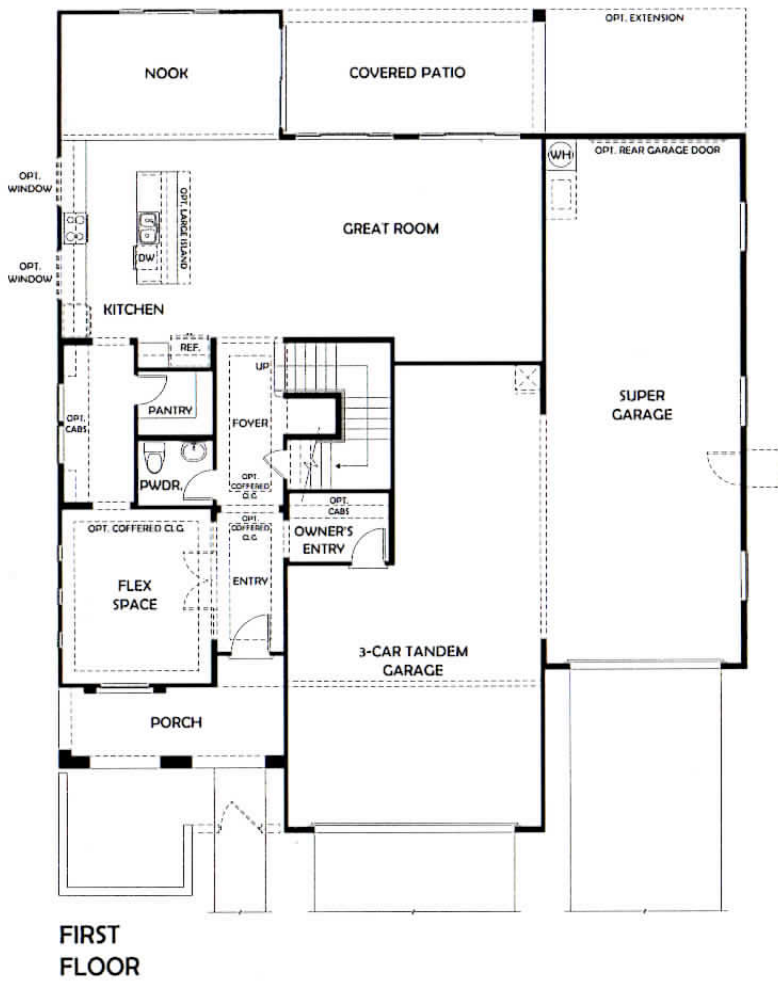 OPT. EXTENSION
NOOK
COVERED PATIO
WH
OPT. REAR GARAGE DOOR
OPT.
WINDOW
OPT. LARGE ISLAND
GREAT ROOM
DW
OPT.
WINDOW
KITCHEN
REF.
UP
PANTRY
OPT.
CABS
FOYER
SUPER
GARAGE
PWDR.
OPT.
COFFERED
CLG.
OPT.
CABS
OPT. COFFERED CLG.
OPT.
COFFERED
CLG.
OWNER'S
ENTRY
FLEX
SPACE
ENTRY
3-CAR TANDEM
GARAGE
PORCH
FIRST
FLOOR